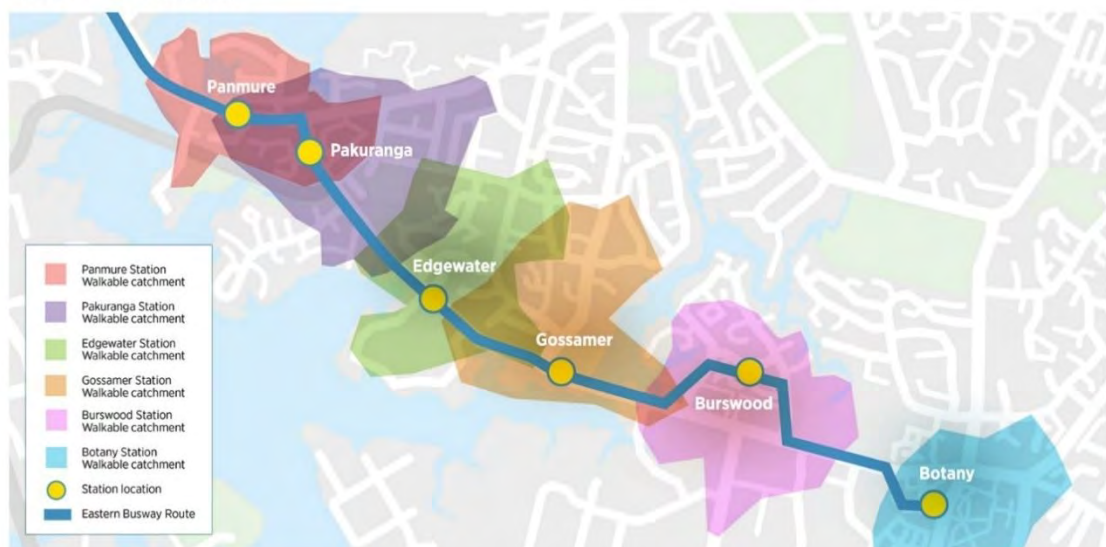 Panmure
Pakuranga
Edgewater
Gossamer
Burswood
Botany
Panmure Station
Walkable catchment
Pakuranga Station
Walkable catchment
Edgewater Station
Walkable catchment
Gossamer Station
Walkable catchment
Burswood Station
Walkable catchment
Botany Station
Walkable catchment
Station location
Eastern Busway Route